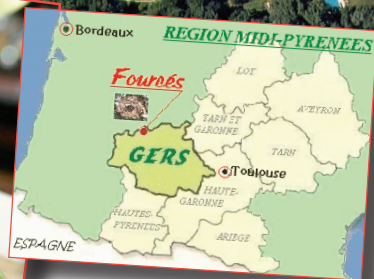 Bordeaux
REGION MIDI-PYRENEES
Fourcés
LOT
AVEYRON
TARN ET
GARONNE
TARN
GERS
Toulouse
HAUTE-
GARONNE
HAUTES-
PYRENEES
ARIEGE
ESPAGNE